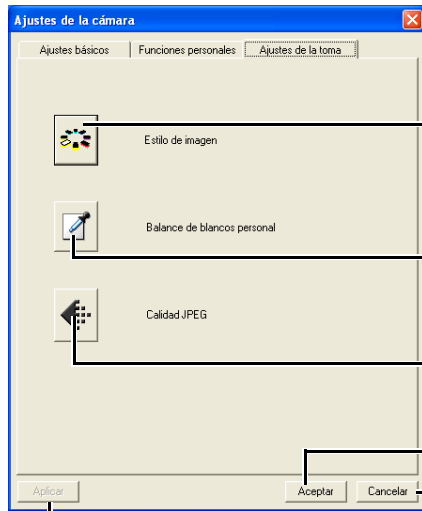 Ajustes de la cámara
Ajustes básicos Funciones personales Ajustes de la toma
Estilo de imagen
Balance de blancos personal
Calidad JPEG
Aplicar Aceptar Cancelar